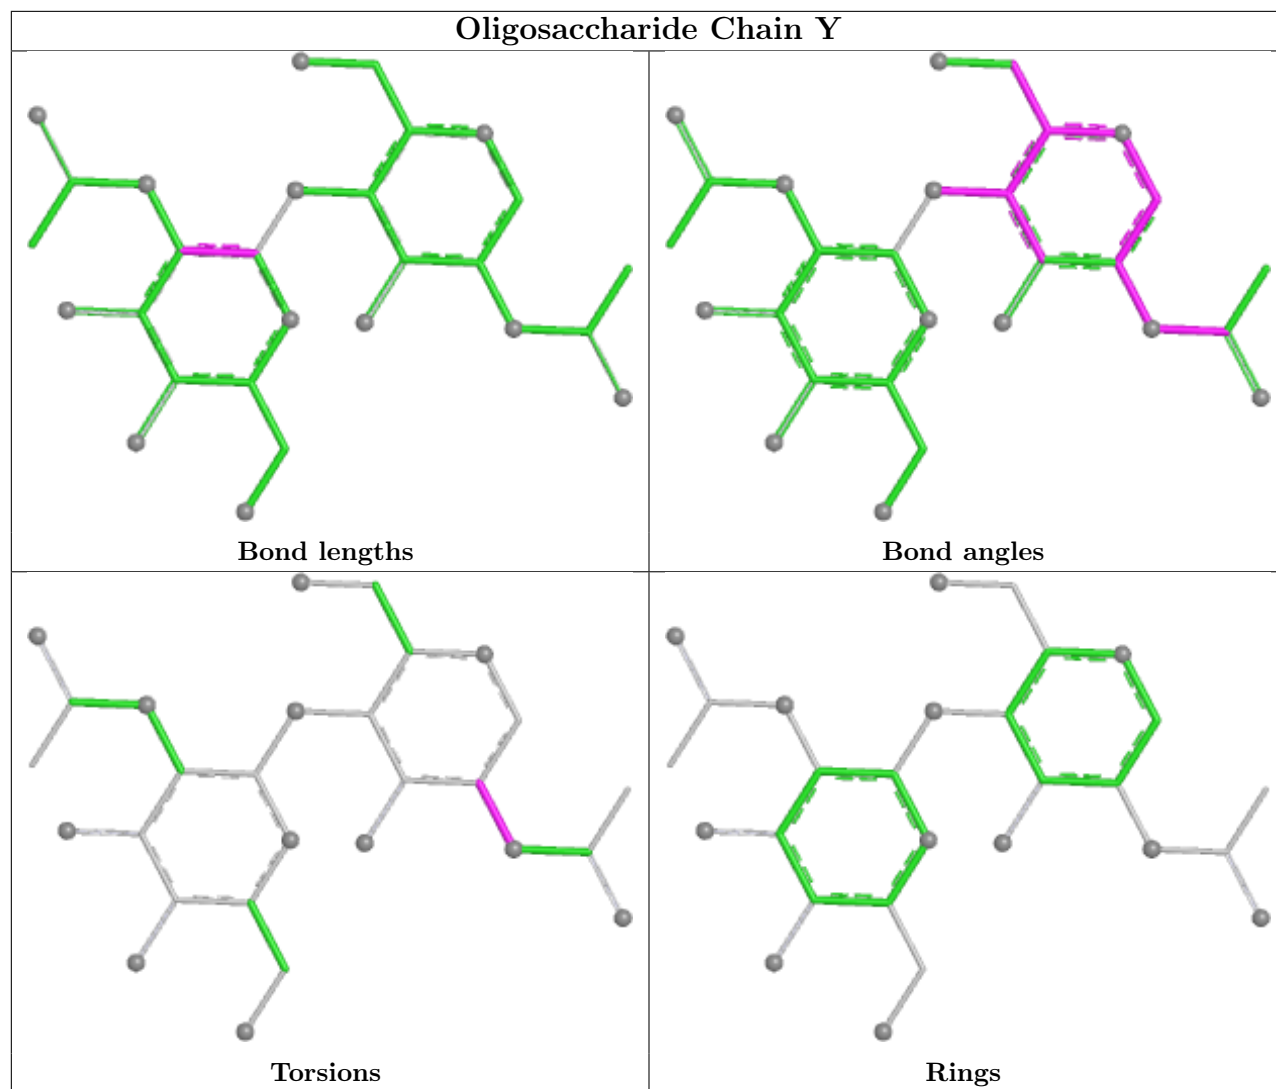 Oligosaccharide Chain Y
Bond lengths
Bond angles
Torsions
Rings